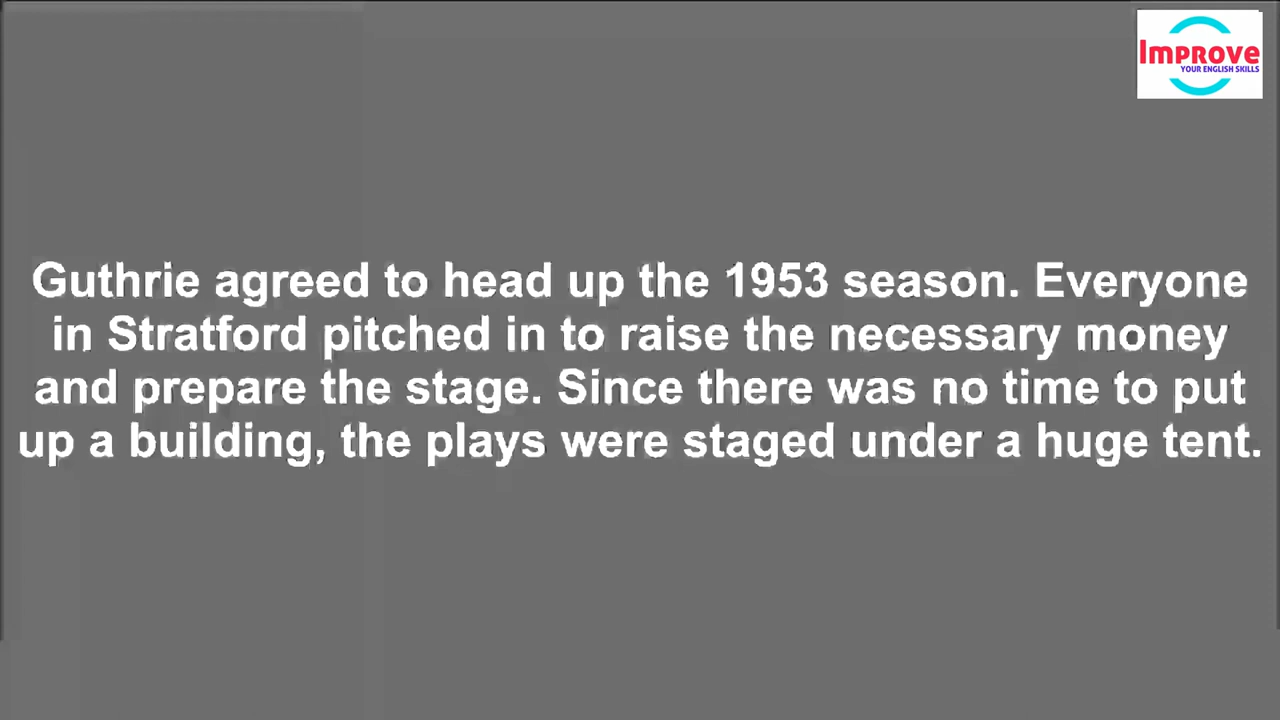 Improve
YOUR ENGLISH SKILLS
Guthrie agreed to head up the 1953 season. Everyone
in Stratford pitched in to raise the necessary money
and prepare the stage. Since there was no time to put
up a building, the plays were staged under a huge tent.